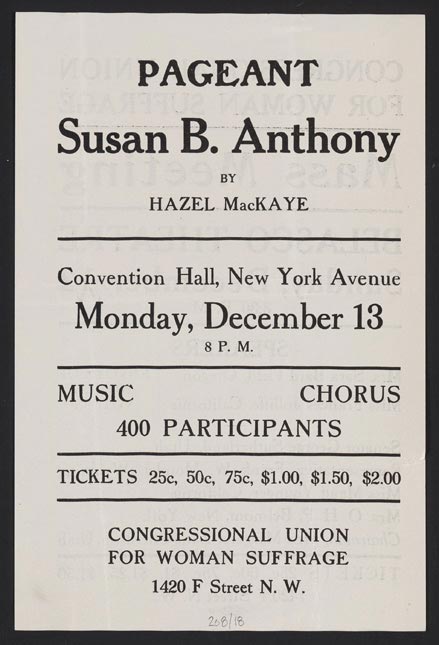 PAGEANT
Susan B. Anthony
BY
HAZEL MacKAYE
Convention Hall, New York Avenue
Monday, December 13
8 P. M.
MUSIC CHORUS
400 PARTICIPANTS
TICKETS 25c, 50c, 75c, $1.00, $1.50, $2.00
CONGRESSIONAL UNION
FOR WOMAN SUFFRAGE
1420 F Street N. W.
208/18